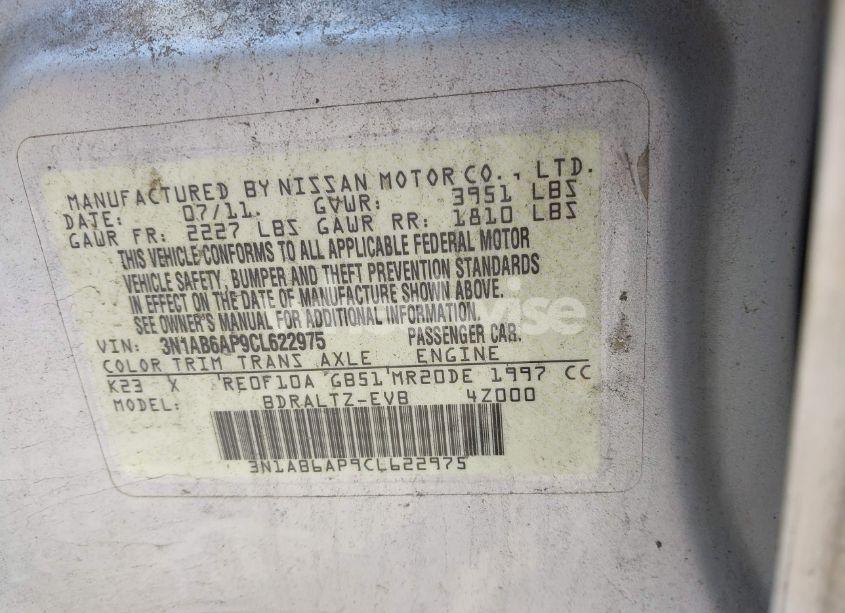 MANUFACTURED BY NISSAN MOTOR CO., LTD.
DATE: 07/11. GVWR: 3951 LBS
GAWR FR: 2227 LBS GAWR RR: 1810 LBS
THIS VEHICLE CONFORMS TO ALL APPLICABLE FEDERAL MOTOR
VEHICLE SAFETY, BUMPER AND THEFT PREVENTION STANDARDS
IN EFFECT ON THE DATE OF MANUFACTURE SHOWN ABOVE.
SEE OWNER'S MANUAL FOR ADDITIONAL INFORMATION.
VIN: 3N1AB6AP9CL622975 PASSENGER CAR.
COLOR TRIM TRANS AXLE ENGINE
K23 X RE0F10A GB51 MR20DE 1997 CC
MODEL: BDRALTZ-EVB 4Z000
3N1AB6AP9CL622975